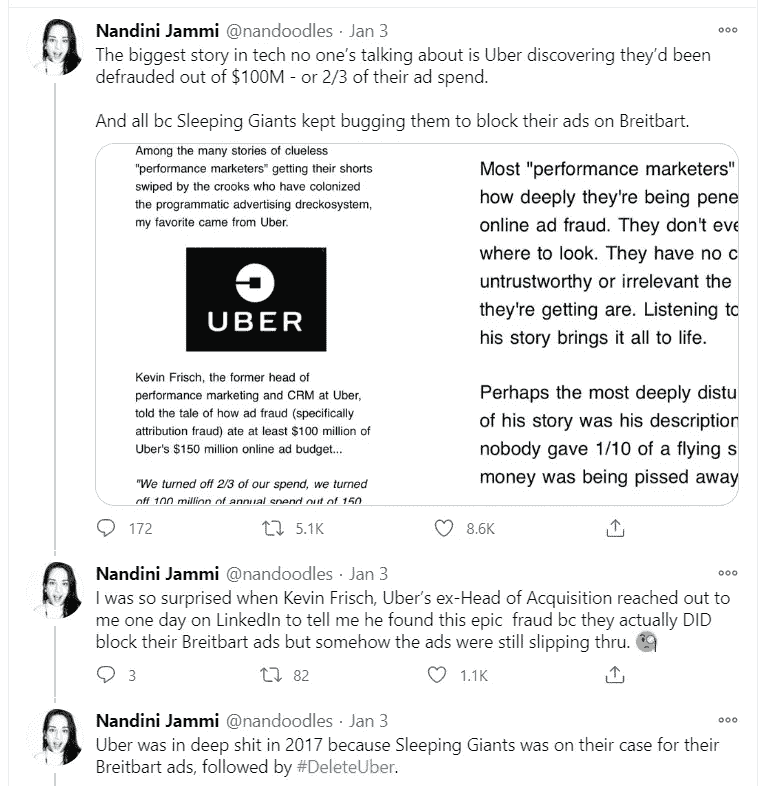 Nandini Jammi @nandoodles · Jan 3
The biggest story in tech no one's talking about is Uber discovering they'd been
defrauded out of $100M - or 2/3 of their ad spend.
And all bc Sleeping Giants kept bugging them to block their ads on Breitbart.
Among the many stories of clueless
"performance marketers" getting their shorts
swiped by the crooks who have colonized
the programmatic advertising dreckosystem,
my favorite came from Uber.
UBER
Kevin Frisch, the former head of
performance marketing and CRM at Uber,
told the tale of how ad fraud (specifically
attribution fraud) ate at least $100 million of
Uber's $150 million online ad budget...
"We turned off 2/3 of our spend, we turned
off 100 million of annual spend out of 150
Most "performance marketers"
how deeply they're being pene
online ad fraud. They don't eve
where to look. They have no c
untrustworthy or irrelevant the
they're getting are. Listening to
his story brings it all to life.
Perhaps the most deeply distu
of his story was his description
nobody gave 1/10 of a flying s
money was being pissed away
172 5.1K 8.6K
Nandini Jammi @nandoodles · Jan 3
I was so surprised when Kevin Frisch, Uber's ex-Head of Acquisition reached out to
me one day on LinkedIn to tell me he found this epic fraud bc they actually DID
block their Breitbart ads but somehow the ads were still slipping thru.
3 82 1.1K
Nandini Jammi @nandoodles · Jan 3
Uber was in deep shit in 2017 because Sleeping Giants was on their case for their
Breitbart ads, followed by #DeleteUber.